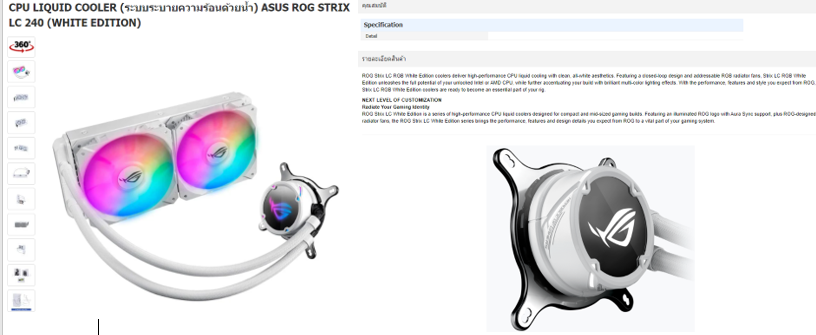 CPU LIQUID COOLER (ระบบระบายความร้อนด้วยน้ำ) ASUS ROG STRIX
LC 240 (WHITE EDITION)
360°
คุณสมบัติ
Specification
Detail
รายละเอียดสินค้า
ROG Strix LC RGB White Edition coolers deliver high-performance CPU liquid cooling with clean, all-white aesthetics. Featuring a closed-loop design and addressable RGB radiator fans, Strix LC RGB White
Edition unleashes the full potential of your unlocked Intel or AMD CPU, while further accentuating your build with brilliant multi-color lighting effects. With the performance, features and style you expect from ROG,
Strix LC RGB White Edition coolers are ready to become an essential part of your rig.
NEXT LEVEL OF CUSTOMIZATION
Radiate Your Gaming Identity
ROG Strix LC White Edition is a series of high-performance CPU liquid coolers designed for compact and mid-sized gaming builds. Featuring an illuminated ROG logo with Aura Sync support, plus ROG-designed
radiator fans, the ROG Strix LC White Edition series brings the performance, features and design details you expect from ROG to a vital part of your gaming system.